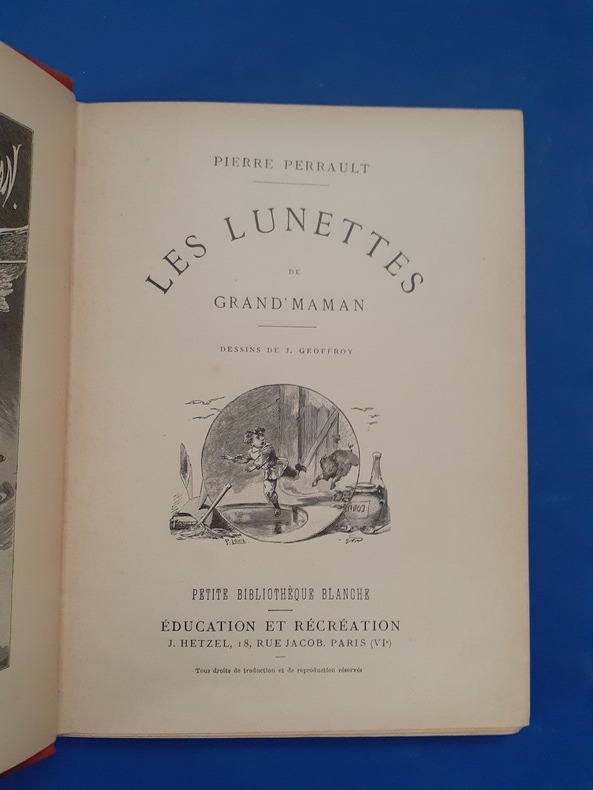 PIERRE PERRAULT
LES LUNETTES
DE
GRAND'MAMAN
DESSINS DE J. GEOFFROY
PETITE BIBLIOTHÈQUE BLANCHE
ÉDUCATION ET RÉCRÉATION
J. HETZEL, 18, RUE JACOB. PARIS (VIᵉ)
Tous droits de traduction et de reproduction réservés